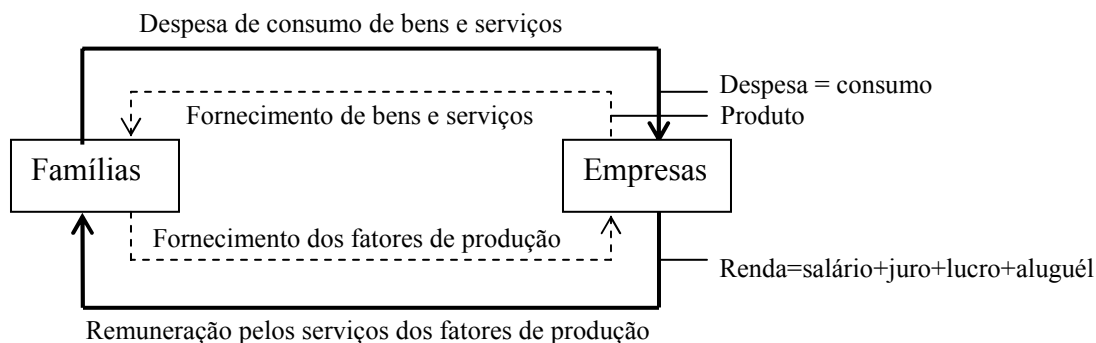 Despesa de consumo de bens e serviços
Despesa = consumo
Fornecimento de bens e serviços
Produto
Famílias
Empresas
Fornecimento dos fatores de produção
Renda=salário+juro+lucro+aluguél
Remuneração pelos serviços dos fatores de produção